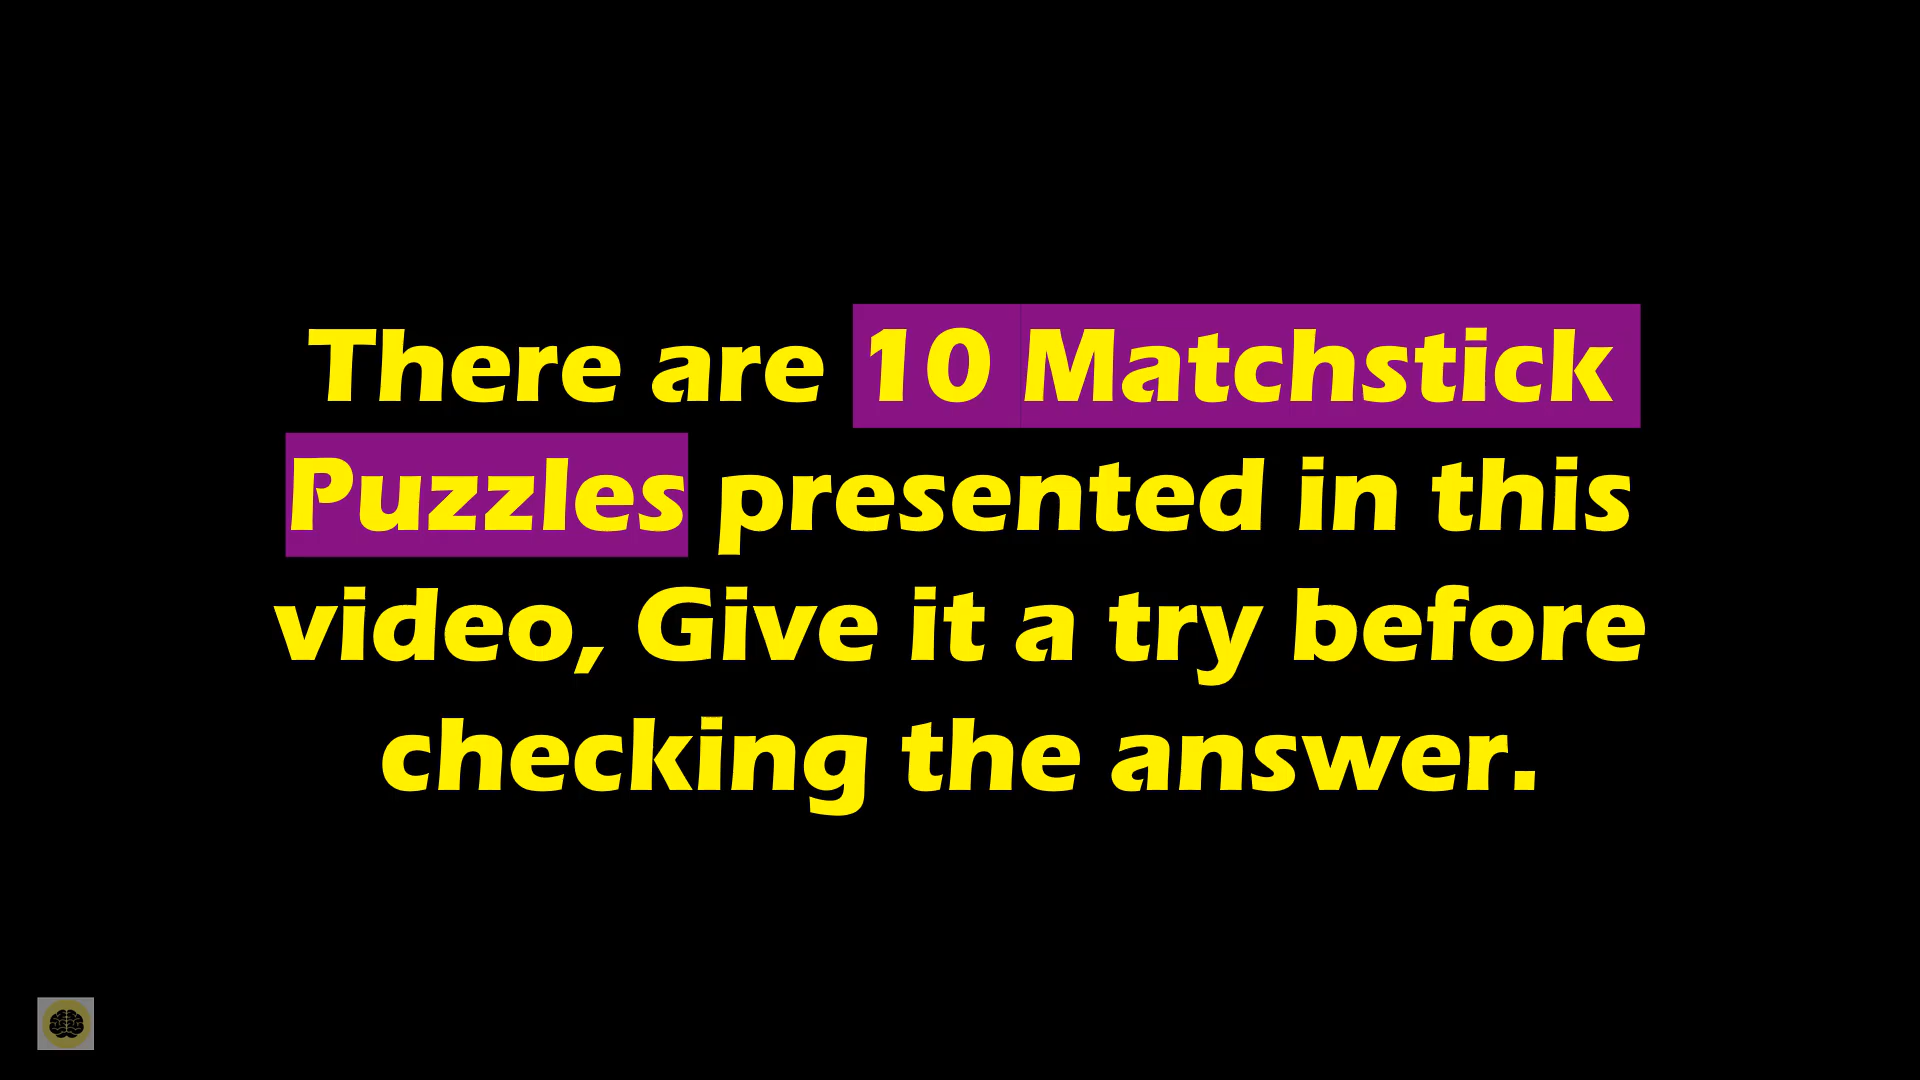 There are 10 Matchstick
Puzzles presented in this
video, Give it a try before
checking the answer.